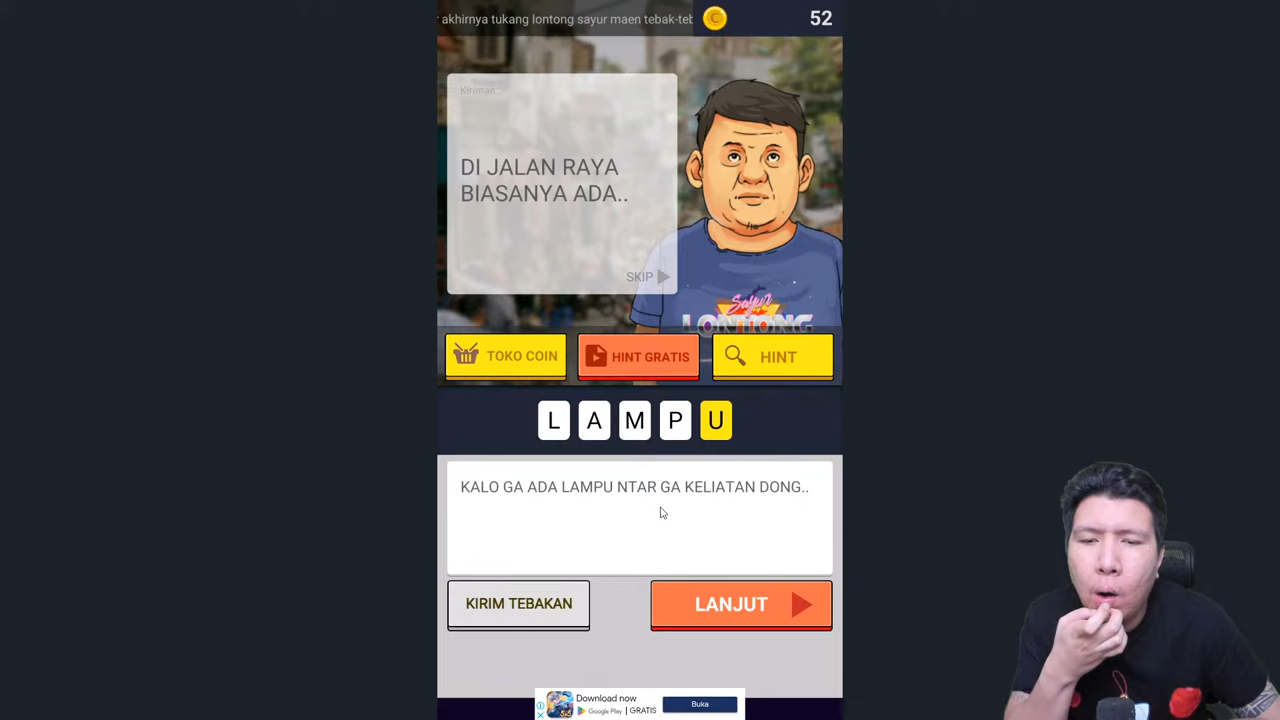 akhirnya tukang lontong sayur maen tebak-teb
52
Kiriman :
DI JALAN RAYA
BIASANYA ADA..
SKIP
Sayur
LONTONG
TOKO COIN
HINT GRATIS
HINT
L A M P U
KALO GA ADA LAMPU NTAR GA KELIATAN DONG..
KIRIM TEBAKAN
LANJUT
Download now
Google Play | GRATIS
Buka